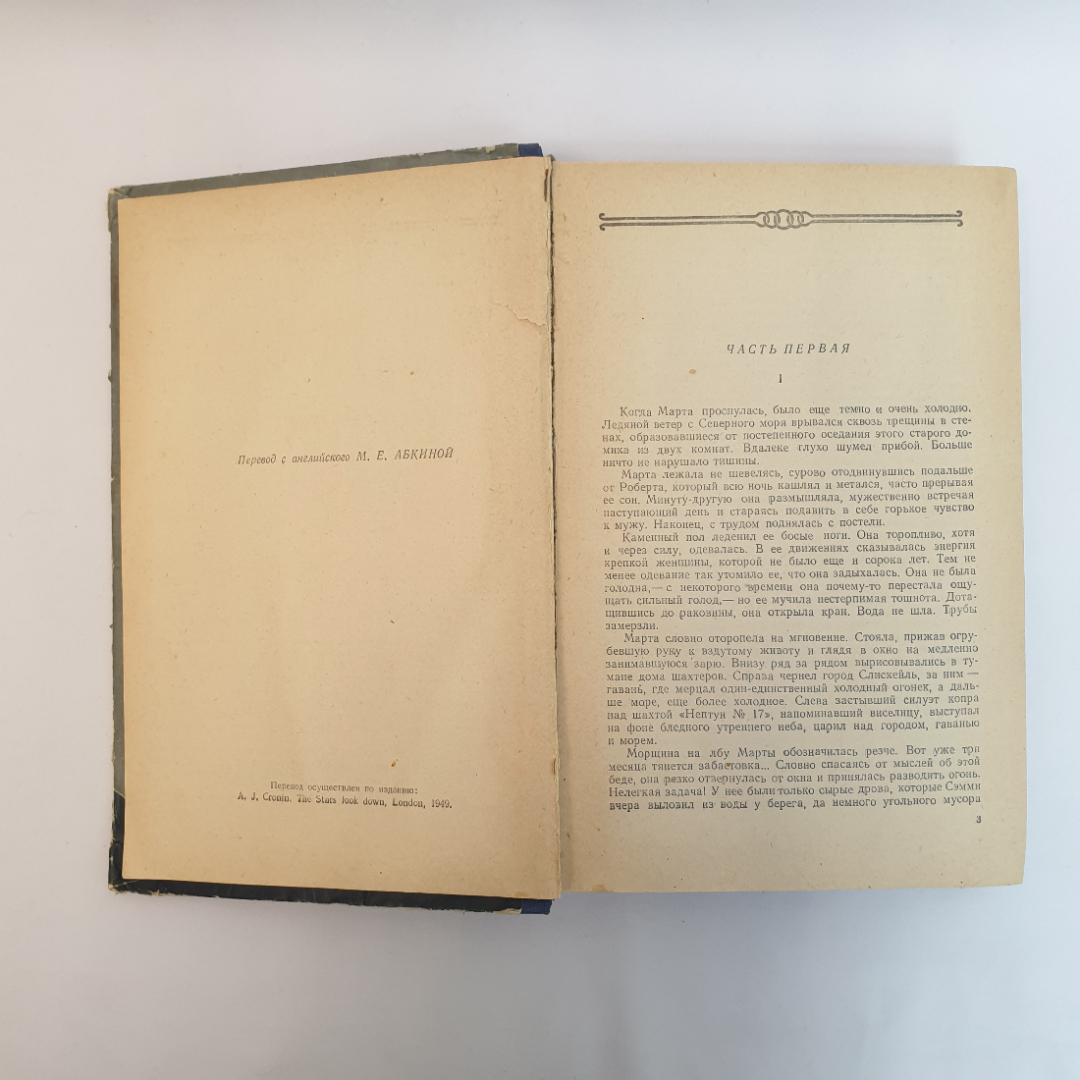 Перевод с английского М. Е. АБКИНОЙ
Перевод осуществлен по изданию:
A. J. Cronin. The Stars look down, London, 1949.
ЧАСТЬ ПЕРВАЯ
I
Когда Марта проснулась, было еще темно и очень холодно.
Ледяной ветер с Северного моря врывался сквозь трещины в сте-
нах, образовавшиеся от постепенного оседания этого старого до-
мика из двух комнат. Вдалеке глухо шумел прибой. Больше
ничто не нарушало тишины.
Марта лежала не шевелясь, сурово отодвинувшись подальше
от Роберта, который всю ночь кашлял и метался, часто прерывая
ее сон. Минуту-другую она размышляла, мужественно встречая
наступающий день и стараясь подавить в себе горькое чувство
к мужу. Наконец, с трудом поднялась с постели.
Каменный пол леденил ее босые ноги. Она торопливо, хотя
и через силу, одевалась. В ее движениях сказывалась энергия
крепкой женщины, которой не было еще и сорока лет. Тем не
менее одевание так утомило ее, что она задыхалась. Она не была
голодна,— с некоторого времени она почему-то перестала ощу-
щать сильный голод,— но ее мучила нестерпимая тошнота. Дота-
щившись до раковины, она открыла кран. Вода не шла. Трубы
замерзли.
Марта словно оторопела на мгновение. Стояла, прижав огру-
бевшую руку к вздутому животу и глядя в окно на медленно
занимавшуюся зарю. Внизу ряд за рядом вырисовывались в ту-
мане дома шахтеров. Справа чернел город Слисхейль, за ним —
гавань, где мерцал один-единственный холодный огонек, а даль-
ше море, еще более холодное. Слева застывший силуэт копра
над шахтой «Нептун № 17», напоминавший виселицу, выступал
на фоне бледного утреннего неба, царил над городом, гаванью
и морем.
Морщина на лбу Марты обозначилась резче. Вот уже три
месяца тянется забастовка... Словно спасаясь от мыслей об этой
беде, она резко отвернулась от окна и принялась разводить огонь.
Нелегкая задача! У нее были только сырые дрова, которые Сэмми
вчера выловил из воды у берега, да немного угольного мусора
3